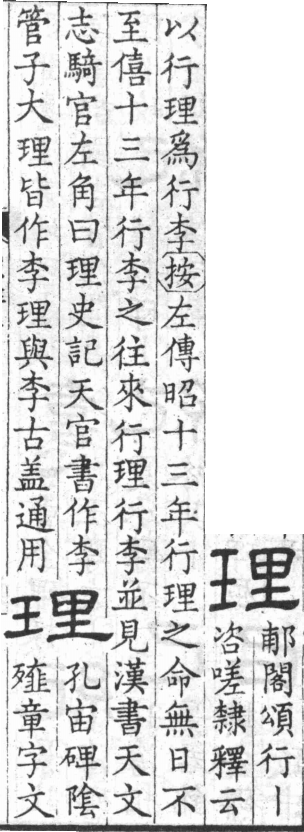 理
郙閣頌行丨
咨嗟隸釋云
以行理爲行李按左傳昭十三年行理之命無日不
至僖十三年行李之往來行理行李並見漢書天文
志騎官左角曰理史記天官書作李
管子大理皆作李理與李古盖通用
理
孔宙碑陰
童字文